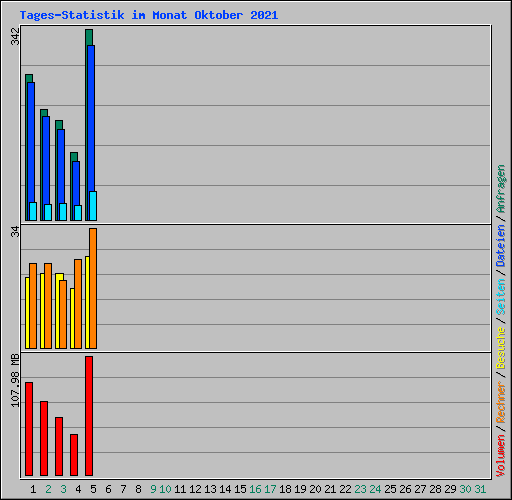 Tages-Statistik im Monat Oktober 2021
342
34
107.98 MB
Volumen / Rechner / Besuche / Seiten / Dateien / Anfragen
1 2 3 4 5 6 7 8 9 10 11 12 13 14 15 16 17 18 19 20 21 22 23 24 25 26 27 28 29 30 31